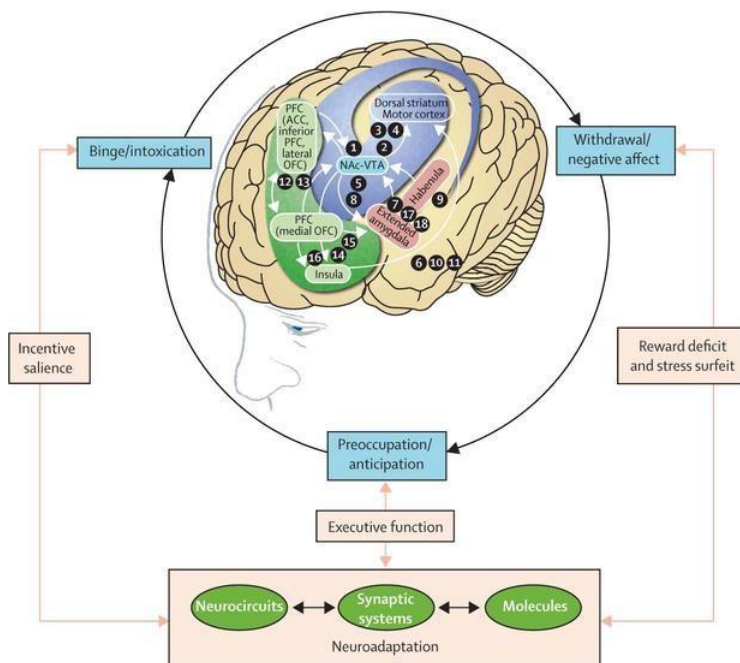 PFC
(ACC,
inferior
PFC,
lateral
OFC)
Dorsal striatum
Motor cortex
3 4
1 2
Binge/intoxication
Withdrawal/
negative affect
NAc-VTA
12 13
5
8
7
17
18
Habenula
9
Extended
amygdala
PFC
(medial OFC)
15
16 14
Insula
6 10 11
Incentive
salience
Reward deficit
and stress surfeit
Preoccupation/
anticipation
Executive function
Neurocircuits
Synaptic
systems
Molecules
Neuroadaptation